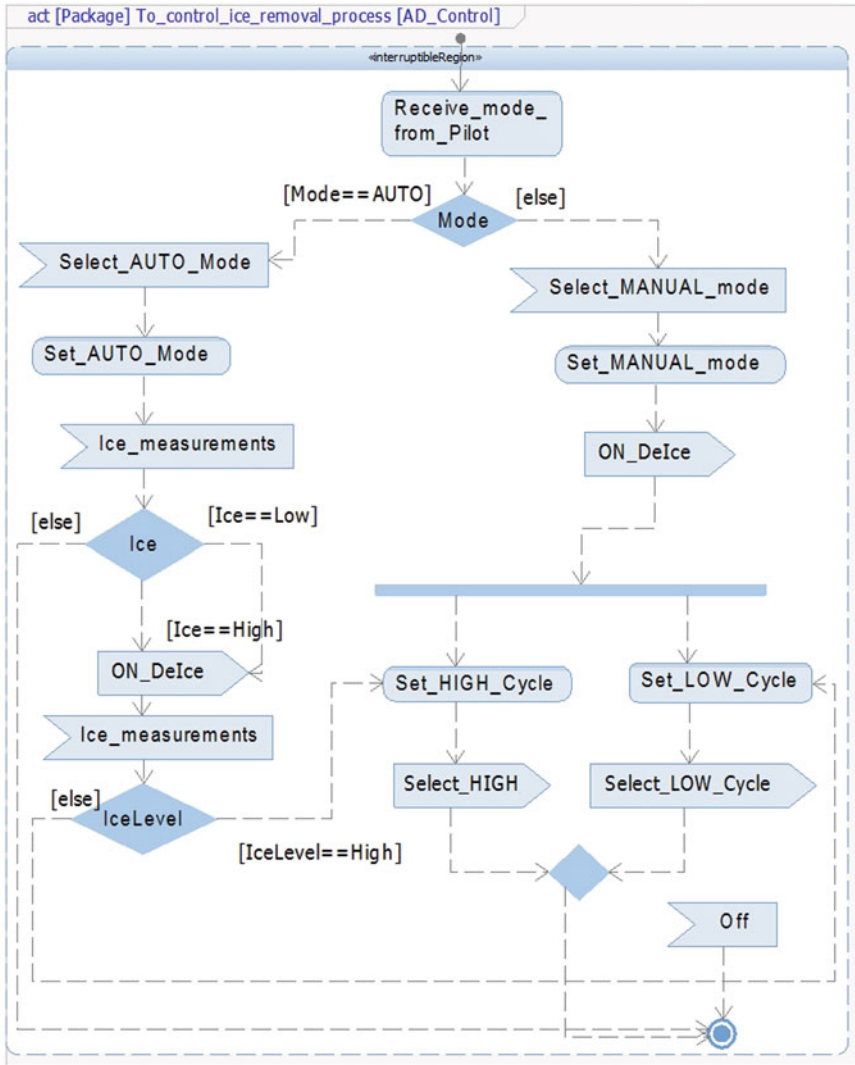 act [Package] To_control_ice_removal_process [AD_Control]
«interruptibleRegion»
Receive_mode_
from_Pilot
[Mode==AUTO]
[else]
Mode
Select_AUTO_Mode
Select_MANUAL_mode
Set_AUTO_Mode
Set_MANUAL_mode
Ice_measurements
ON_DeIce
[else]
[Ice==Low]
Ice
[Ice==High]
ON_DeIce
Set_HIGH_Cycle
Set_LOW_Cycle
Ice_measurements
Select_HIGH
Select_LOW_Cycle
[else]
IceLevel
[IceLevel==High]
Off